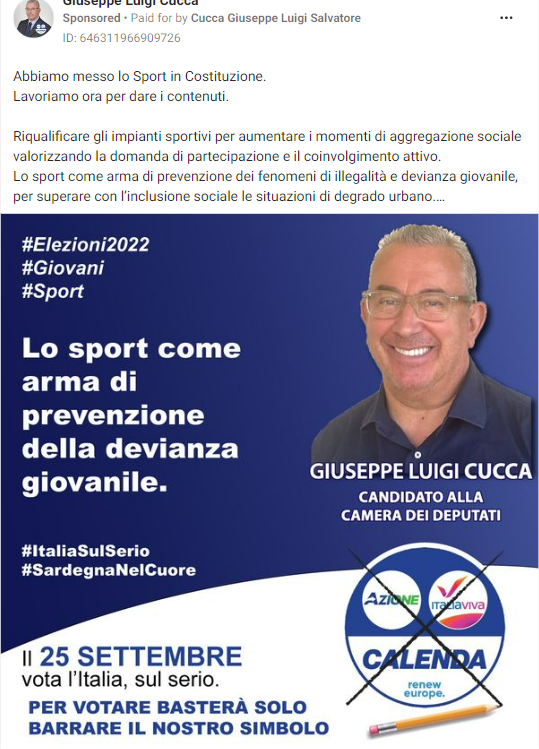 Giuseppe Luigi Cucca
Sponsored • Paid for by Cucca Giuseppe Luigi Salvatore
ID: 646311966909726
Abbiamo messo lo Sport in Costituzione.
Lavoriamo ora per dare i contenuti.
Riqualificare gli impianti sportivi per aumentare i momenti di aggregazione sociale
valorizzando la domanda di partecipazione e il coinvolgimento attivo.
Lo sport come arma di prevenzione dei fenomeni di illegalità e devianza giovanile,
per superare con l'inclusione sociale le situazioni di degrado urbano....
#Elezioni2022
#Giovani
#Sport
Lo sport come
arma di
prevenzione
della devianza
giovanile.
GIUSEPPE LUIGI CUCCA
CANDIDATO ALLA
CAMERA DEI DEPUTATI
#ItaliaSulSerio
#SardegnaNelCuore
AZIONE
ITALIAVIVA
CALENDA
renew
europe.
Il 25 SETTEMBRE
vota l'Italia, sul serio.
PER VOTARE BASTERÀ SOLO
BARRARE IL NOSTRO SIMBOLO